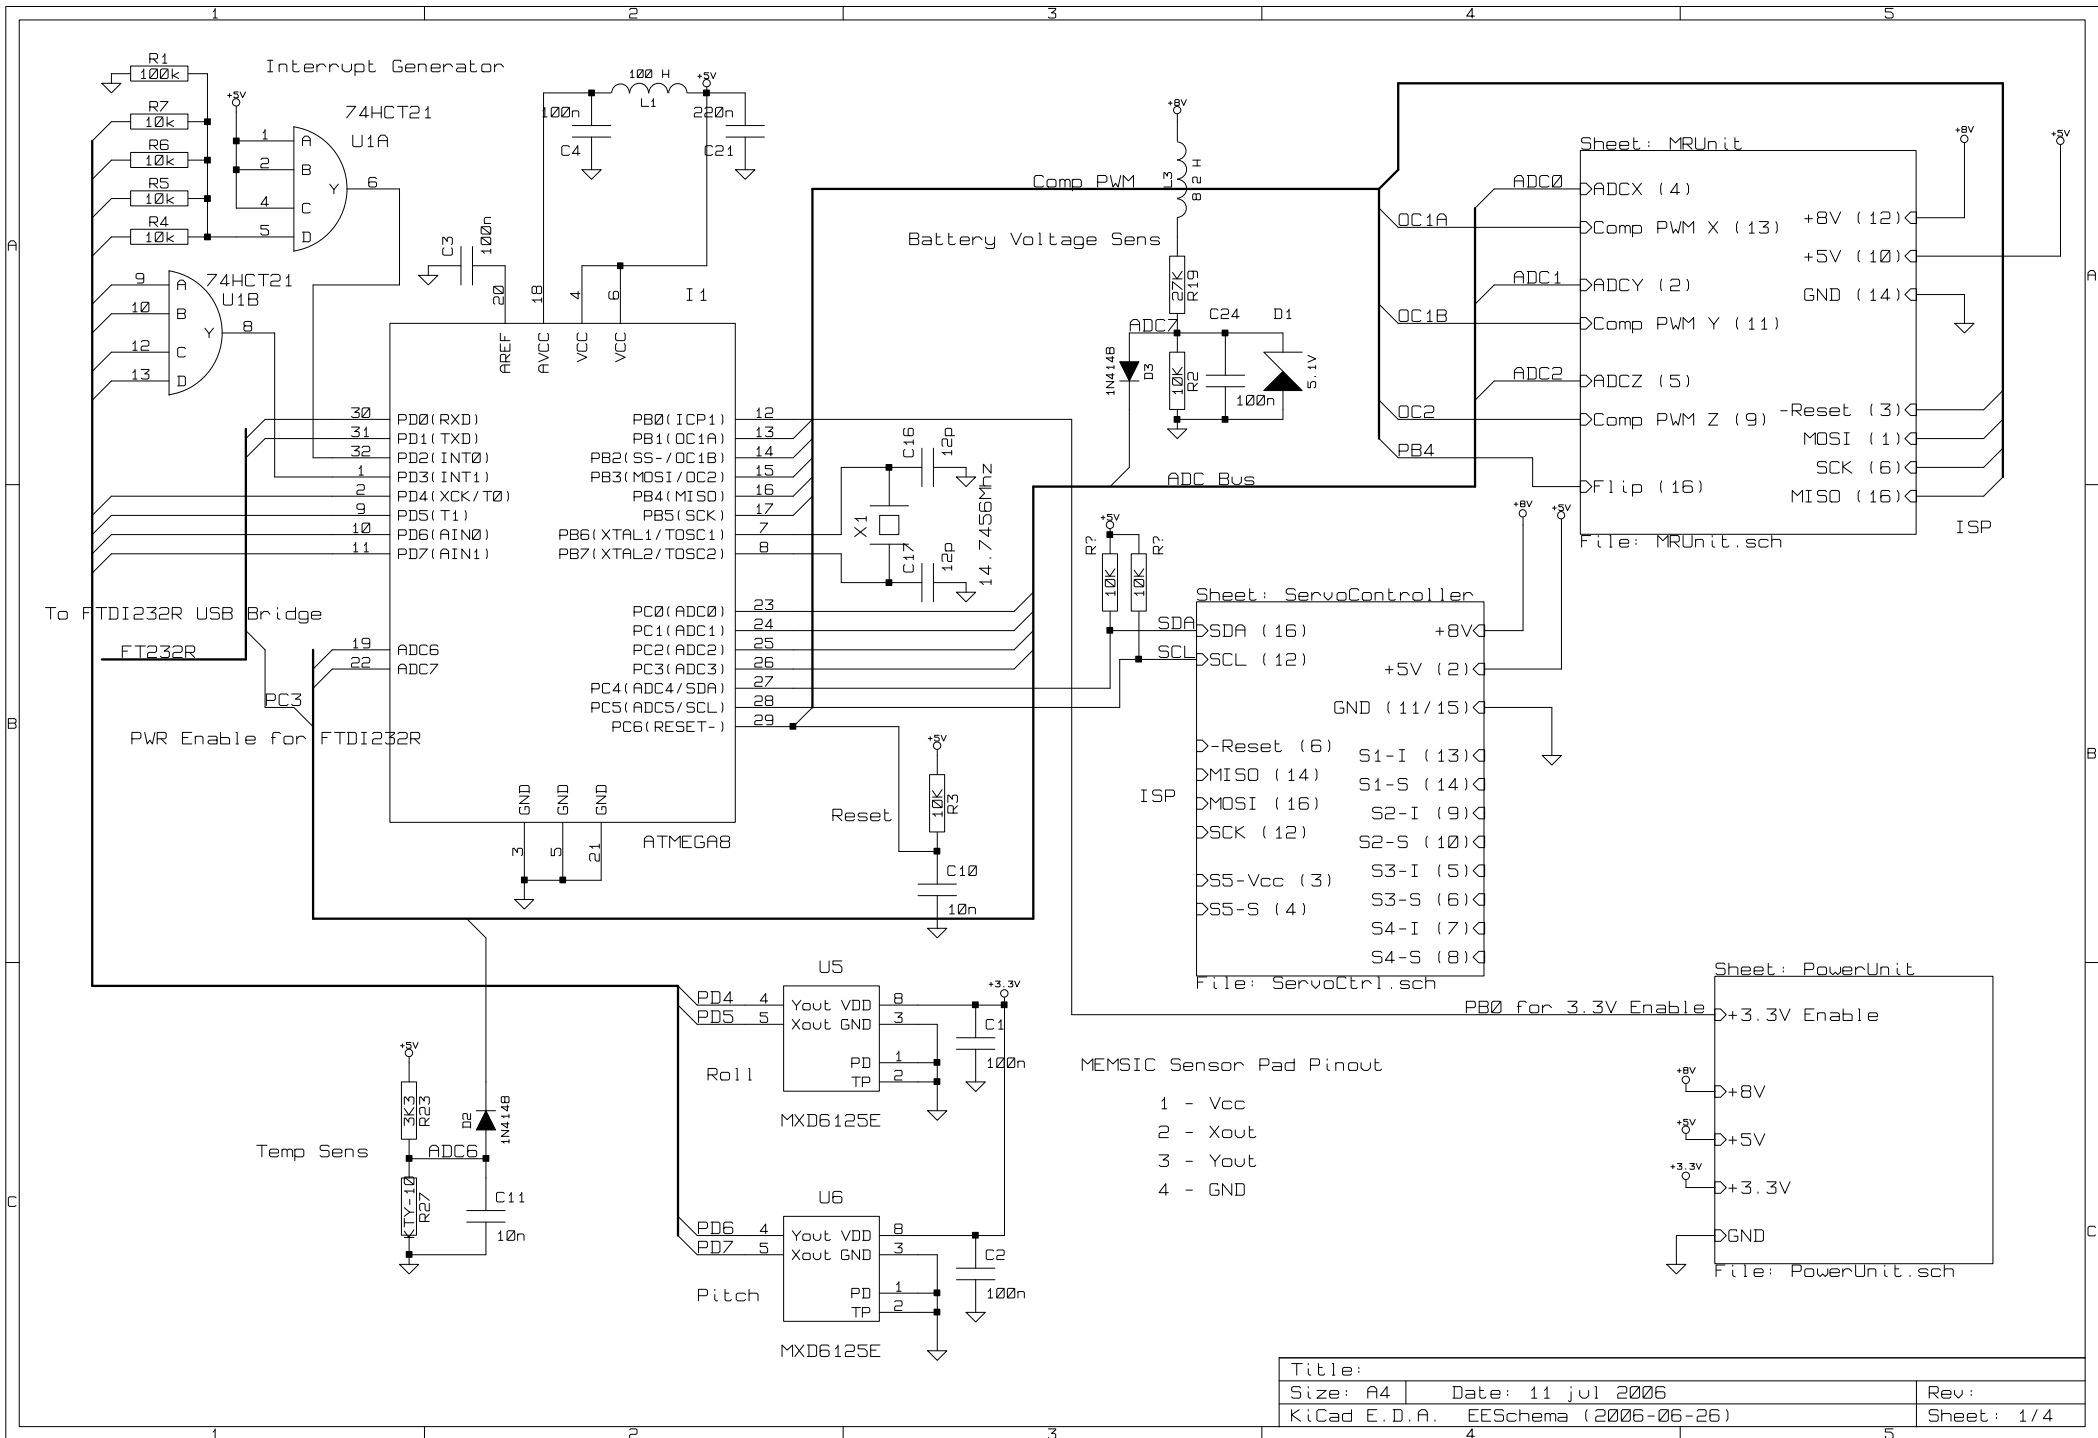 1 2 3 4 5
A
B
C
A
B
C
1 2 3 4 5
Interrupt Generator
R1
100k
R7
10k
R6
10k
R5
10k
R4
10k
+5V
74HCT21
U1A
1 A
2 B
4 C
5 D
Y 6
74HCT21
U1B
9 A
10 B
12 C
13 D
Y 8
100 H
L1
+5V
100n
C4
220n
C21
C3
100n
20 AREF
18 AVCC
4 VCC
6 VCC
I1
30 PD0(RXD)
31 PD1(TXD)
32 PD2(INT0)
1 PD3(INT1)
2 PD4(XCK/T0)
9 PD5(T1)
10 PD6(AIN0)
11 PD7(AIN1)
19 ADC6
22 ADC7
PB0(ICP1) 12
PB1(OC1A) 13
PB2(SS-/OC1B) 14
PB3(MOSI/OC2) 15
PB4(MISO) 16
PB5(SCK) 17
PB6(XTAL1/TOSC1) 7
PB7(XTAL2/TOSC2) 8
PC0(ADC0) 23
PC1(ADC1) 24
PC2(ADC2) 25
PC3(ADC3) 26
PC4(ADC4/SDA) 27
PC5(ADC5/SCL) 28
PC6(RESET-) 29
GND 3
GND 5
GND 21
ATMEGA8
To FTDI232R USB Bridge
FT232R
PC3
PWR Enable for FTDI232R
C16
12p
X1
14.7456Mhz
C17
12p
Reset
+5V
10K
R3
C10
10n
Comp PWM
+8V
L3
82 H
Battery Voltage Sens
27K
R19
ADC7
1N4148
D3
10K
R2
C24
100n
D1
5.1V
ADC Bus
OC1A
OC1B
OC2
PB4
ADC0
ADC1
ADC2
Sheet: MRUnit
ADCX (4)
Comp PWM X (13)
ADCY (2)
Comp PWM Y (11)
ADCZ (5)
Comp PWM Z (9)
Flip (16)
+8V (12)
+5V (10)
GND (14)
-Reset (3)
MOSI (1)
SCK (6)
MISO (16)
File: MRUnit.sch
+8V
+5V
ISP
+5V
R?
10K
R?
10K
SDA
SCL
+8V
+5V
Sheet: ServoController
SDA (16)
SCL (12)
-Reset (6)
MISO (14)
MOSI (16)
SCK (12)
S5-Vcc (3)
S5-S (4)
+8V
+5V (2)
GND (11/15)
S1-I (13)
S1-S (14)
S2-I (9)
S2-S (10)
S3-I (5)
S3-S (6)
S4-I (7)
S4-S (8)
ISP
File: ServoCtrl.sch
Temp Sens
+5V
3K3
R23
D2
1N4148
ADC6
KTY-10
R27
C11
10n
U5
PD4 4 Yout VDD 8
PD5 5 Xout GND 3
PD 1
TP 2
Roll
MXD6125E
+3.3V
C1
100n
U6
PD6 4 Yout VDD 8
PD7 5 Xout GND 3
PD 1
TP 2
Pitch
MXD6125E
C2
100n
MEMSIC Sensor Pad Pinout
1 - Vcc
2 - Xout
3 - Yout
4 - GND
PB0 for 3.3V Enable
Sheet: PowerUnit
+3.3V Enable
+8V
+8V
+5V
+5V
+3.3V
+3.3V
GND
File: PowerUnit.sch
Title:
Size: A4 Date: 11 jul 2006 Rev:
KiCad E.D.A. EESchema (2006-06-26) Sheet: 1/4